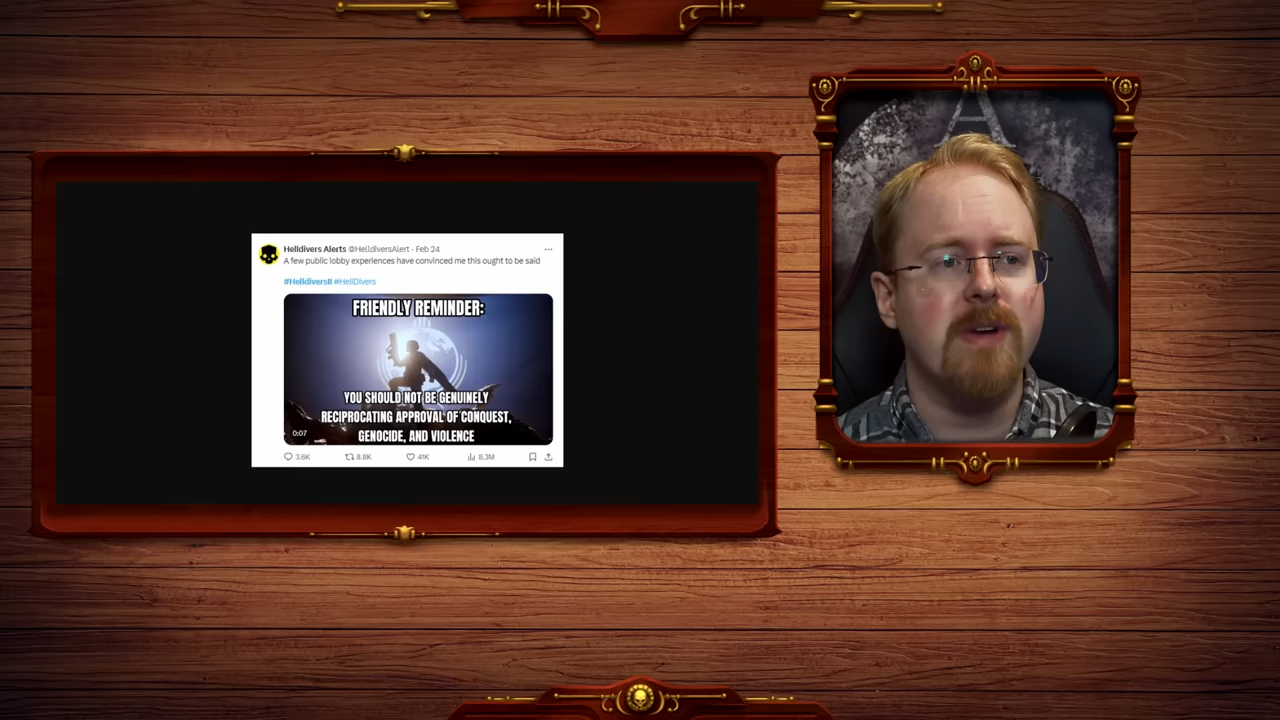 Helldivers Alerts @HelldiversAlert · Feb 24
A few public lobby experiences have convinced me this ought to be said
#HelldiversII #HellDivers
FRIENDLY REMINDER:
YOU SHOULD NOT BE GENUINELY
RECIPROCATING APPROVAL OF CONQUEST,
GENOCIDE, AND VIOLENCE
0:07
3.6K 8.8K 41K 8.3M